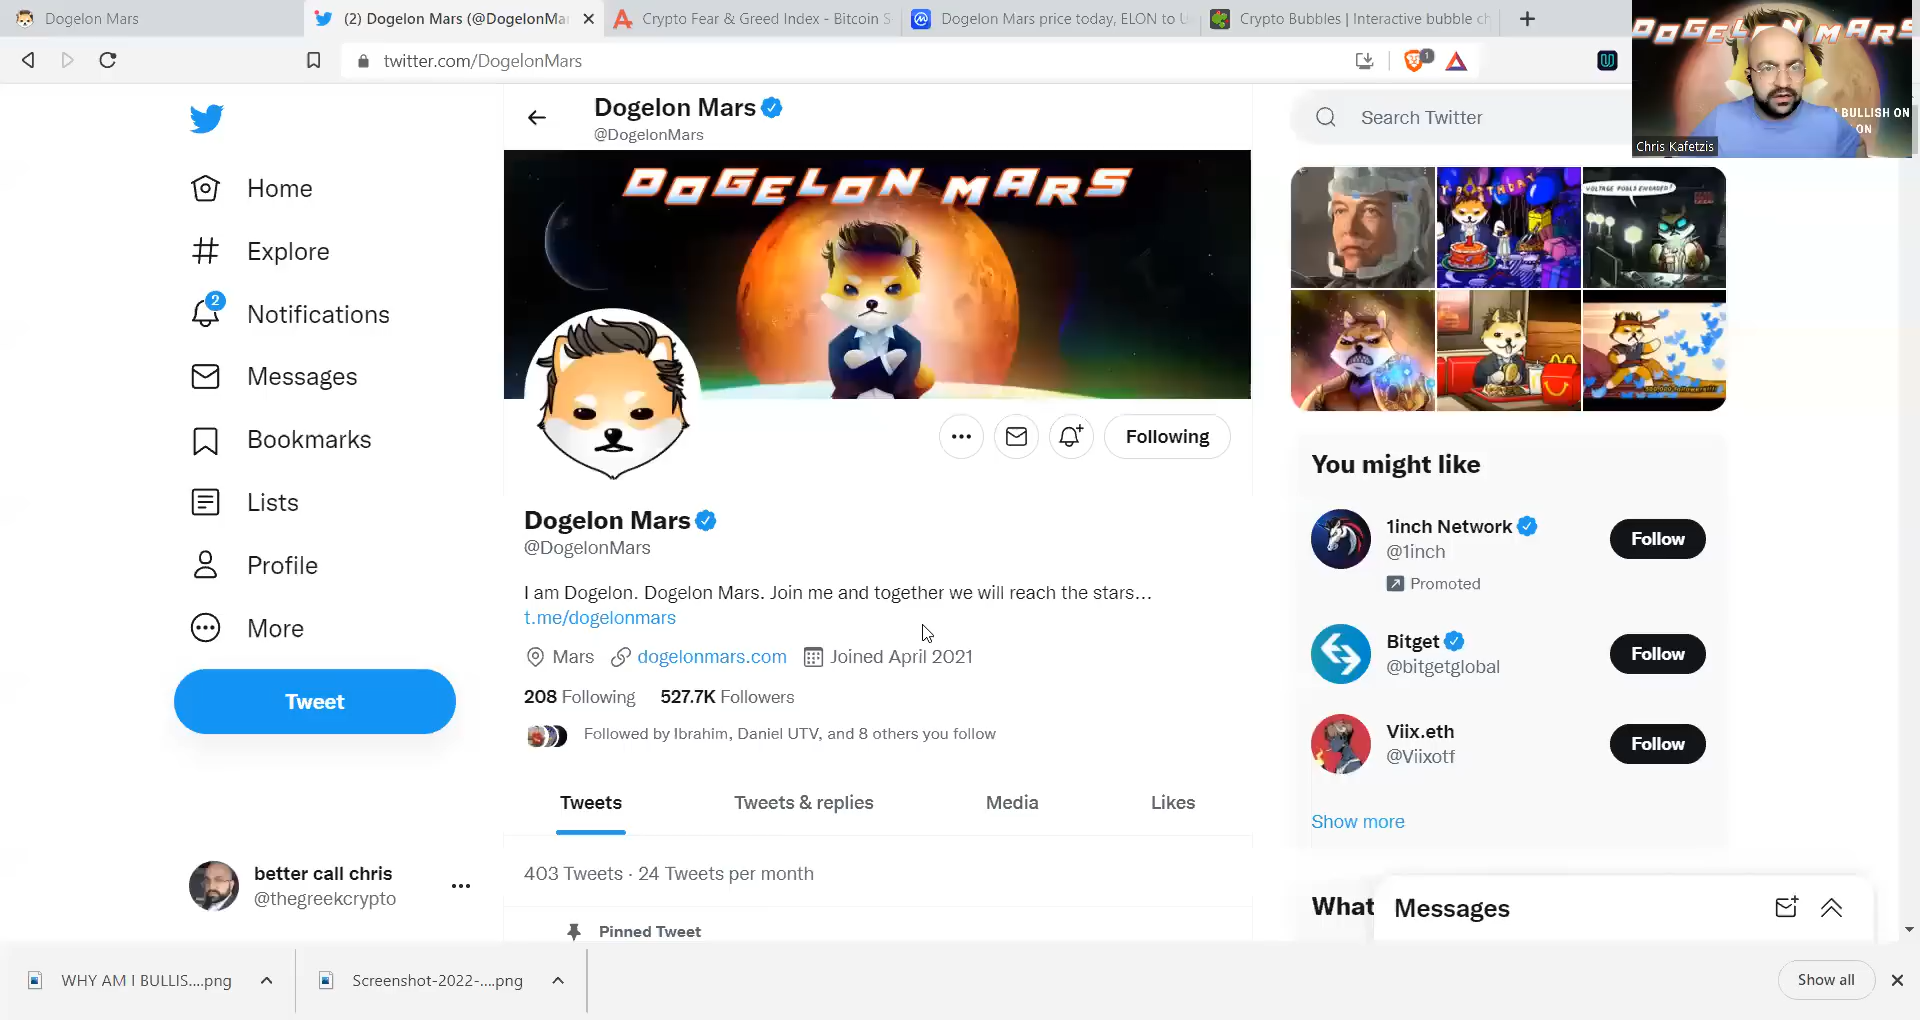 Dogelon Mars
(2) Dogelon Mars (@DogelonMa
Crypto Fear & Greed Index - Bitcoin S
Dogelon Mars price today, ELON to U
Crypto Bubbles | Interactive bubble ch
twitter.com/DogelonMars
1
DOGELON MARS
BULLISH ON
ON
Chris Kafetzis
Dogelon Mars
@DogelonMars
Search Twitter
DOGELON MARS
Home
Explore
2
Notifications
Messages
Bookmarks
Lists
Profile
More
Tweet
better call chris
@thegreekcrypto
Following
Dogelon Mars
@DogelonMars
I am Dogelon. Dogelon Mars. Join me and together we will reach the stars...
t.me/dogelonmars
Mars
dogelonmars.com
Joined April 2021
208 Following
527.7K Followers
Followed by Ibrahim, Daniel UTV, and 8 others you follow
Tweets
Tweets & replies
Media
Likes
403 Tweets · 24 Tweets per month
Pinned Tweet
You might like
1inch Network
@1inch
Promoted
Follow
Bitget
@bitgetglobal
Follow
Viix.eth
@Viixotf
Follow
Show more
What
Messages
WHY AM I BULLIS....png
Screenshot-2022-....png
Show all